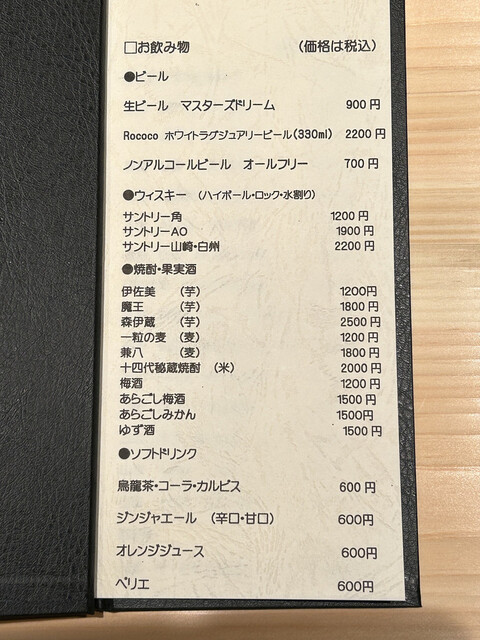 □お飲み物 (価格は税込)
●ビール
生ビール マスターズドリーム 900円
Rococo ホワイトラグジュアリービール(330ml) 2200円
ノンアルコールビール オールフリー 700円
●ウィスキー (ハイボール・ロック・水割り)
サントリー角 1200円
サントリーAO 1900円
サントリー山崎・白州 2200円
●焼酎・果実酒
伊佐美 (芋) 1200円
魔王 (芋) 1800円
森伊蔵 (芋) 2500円
一粒の麦 (麦) 1200円
兼八 (麦) 1800円
十四代秘蔵焼酎 (米) 2000円
梅酒 1200円
あらごし梅酒 1500円
あらごしみかん 1500円
ゆず酒 1500円
●ソフトドリンク
烏龍茶・コーラ・カルピス 600円
ジンジャエール (辛口・甘口) 600円
オレンジジュース 600円
ペリエ 600円